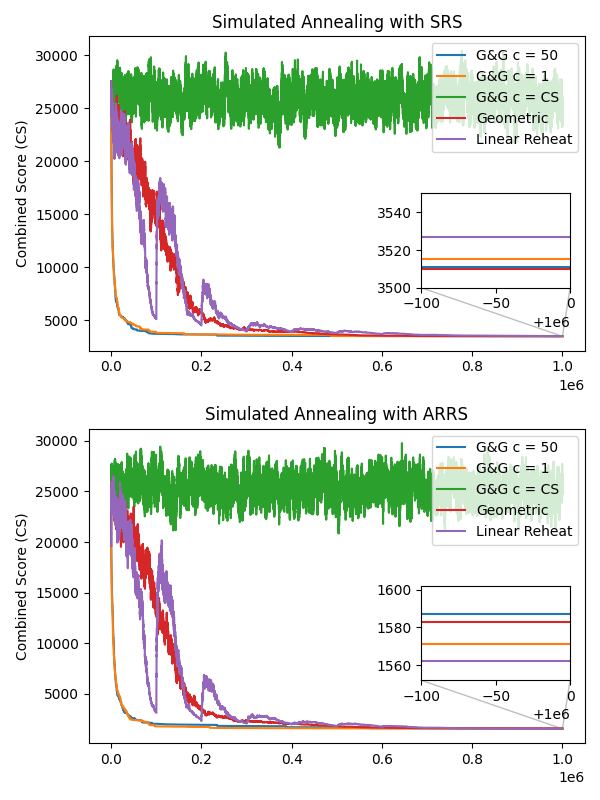 Simulated Annealing with SRS
Combined Score (CS)
30000
25000
20000
15000
10000
5000
G&G c = 50
G&G c = 1
G&G c = CS
Geometric
Linear Reheat
3540
3520
3500
−100 −50 0
+1e6
0.0 0.2 0.4 0.6 0.8 1.0
1e6
Simulated Annealing with ARRS
Combined Score (CS)
30000
25000
20000
15000
10000
5000
G&G c = 50
G&G c = 1
G&G c = CS
Geometric
Linear Reheat
1600
1580
1560
−100 −50 0
+1e6
0.0 0.2 0.4 0.6 0.8 1.0
1e6